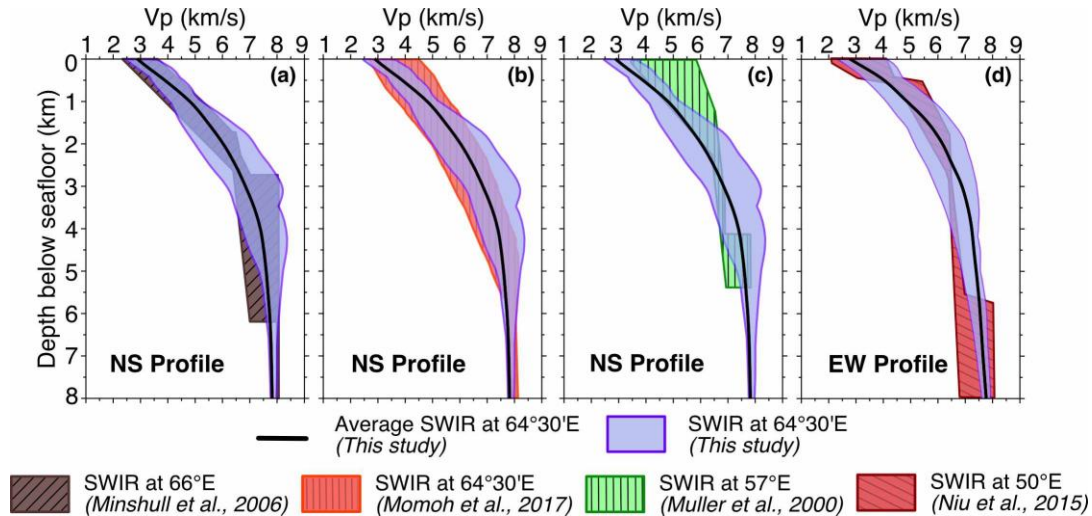 Vp (km/s) Vp (km/s) Vp (km/s) Vp (km/s)
1 2 3 4 5 6 7 8 9 1 2 3 4 5 6 7 8 9 1 2 3 4 5 6 7 8 9 1 2 3 4 5 6 7 8 9
0 (a) (b) (c) (d)
1
2
3
4
5
6
7
8
Depth below seafloor (km)
NS Profile NS Profile NS Profile EW Profile
Average SWIR at 64°30'E SWIR at 64°30'E
(This study) (This study)
SWIR at 66°E SWIR at 64°30'E SWIR at 57°E SWIR at 50°E
(Minshull et al., 2006) (Momoh et al., 2017) (Muller et al., 2000) (Niu et al., 2015)